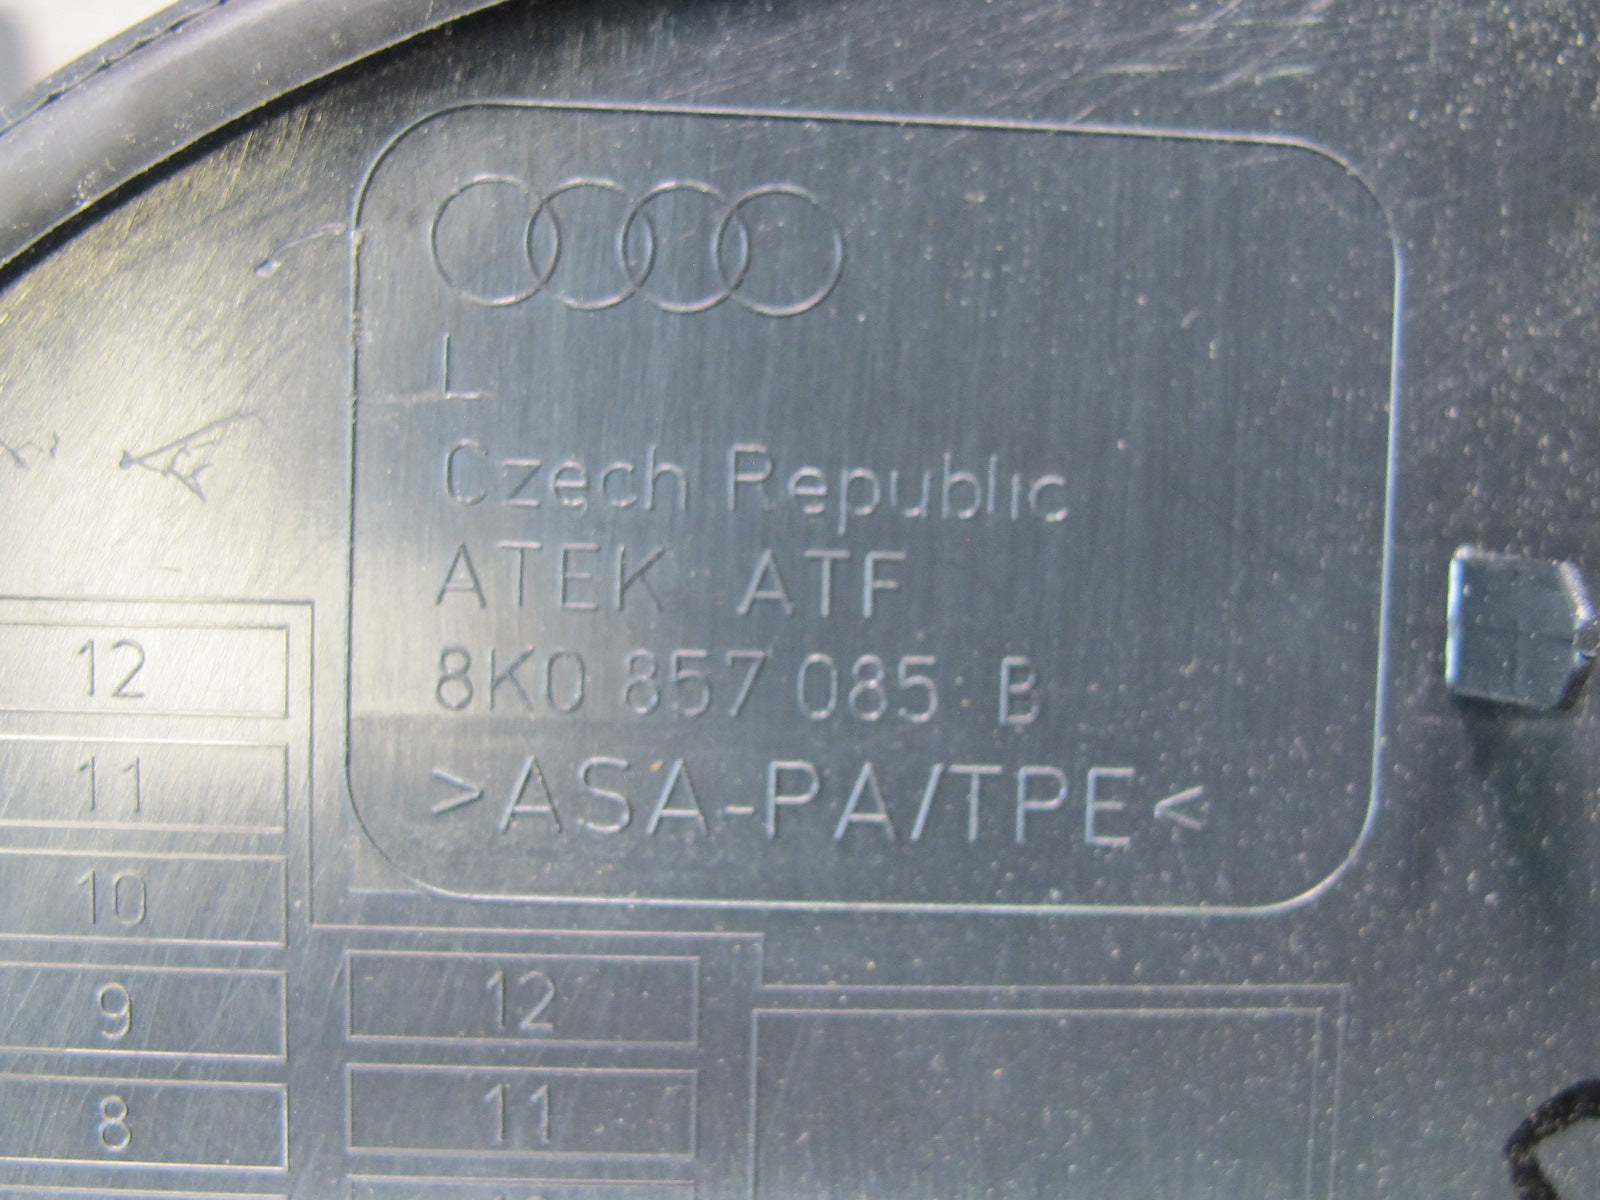 L
Czech Republic
ATEK ATF
8K0 857 085 B
>ASA-PA/TPE<
12
11
10
9
8
12
11